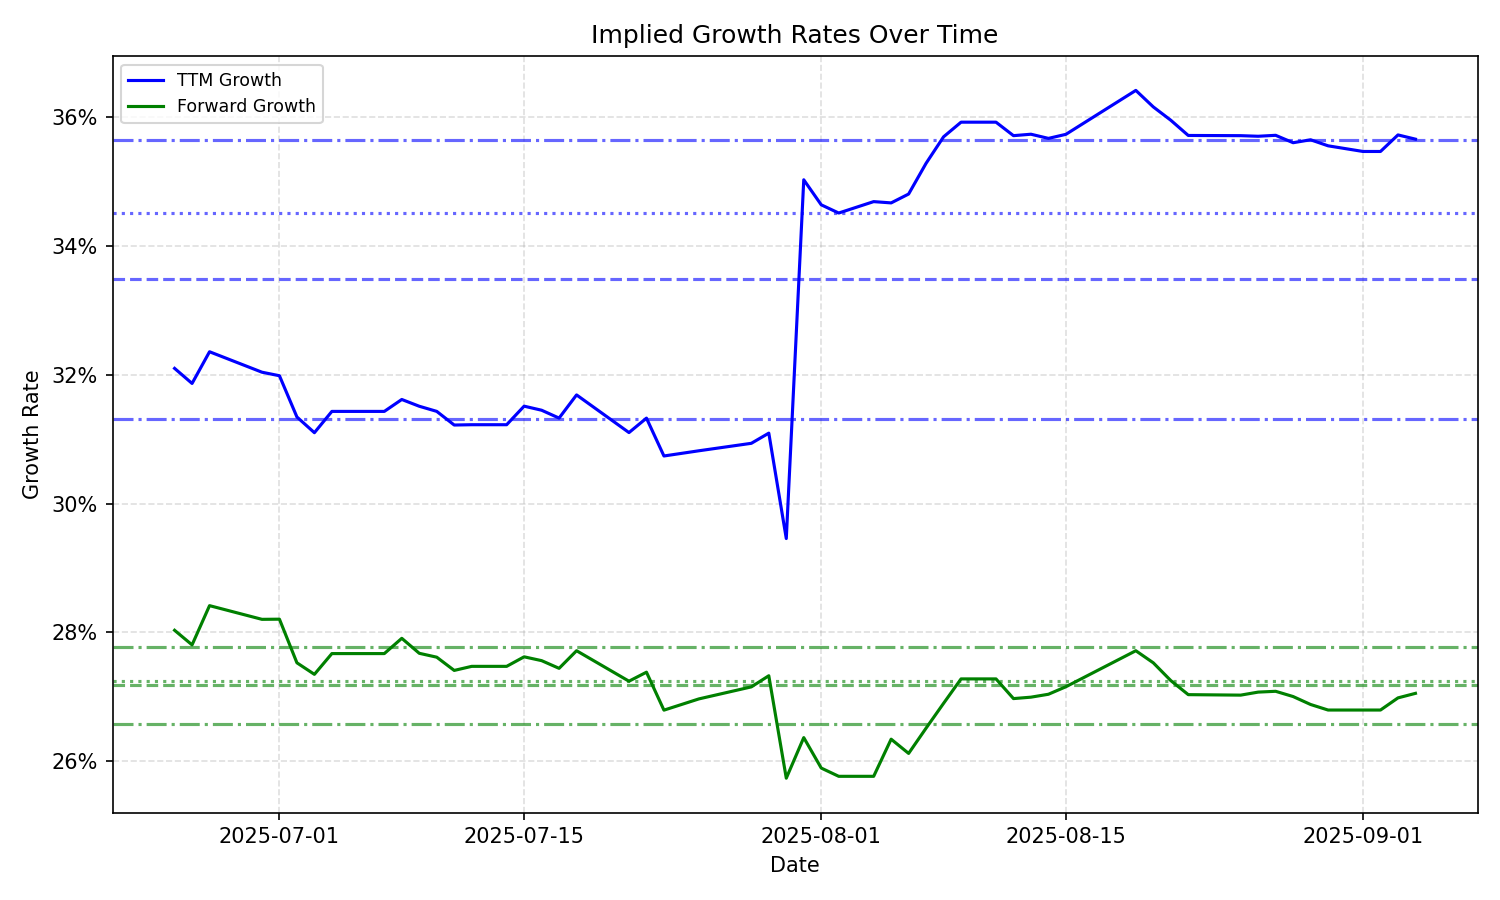 Implied Growth Rates Over Time
TTM Growth
Forward Growth
36%
34%
32%
30%
28%
26%
Growth Rate
2025-07-01
2025-07-15
2025-08-01
2025-08-15
2025-09-01
Date